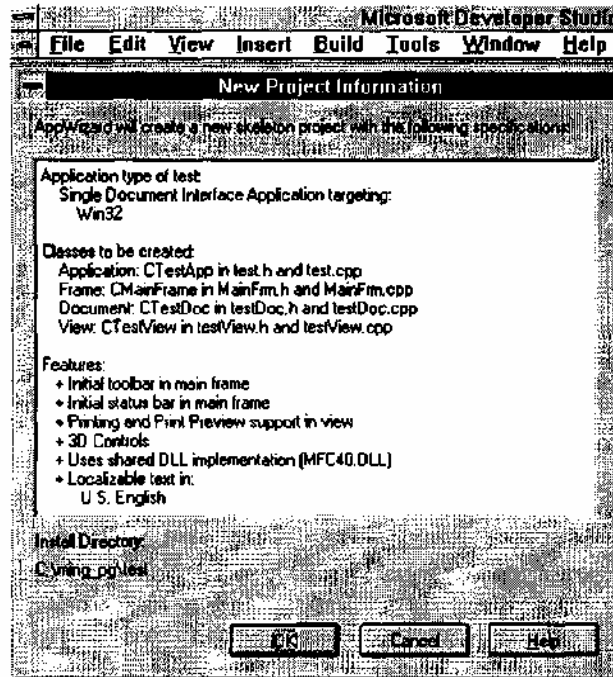 Microsoft Developer Studio
File Edit View Insert Build Tools Window Help
New Project Information
AppWizard will create a new skeleton project with the following specifications:
Application type of test:
Single Document Interface Application targeting:
Win32
Classes to be created:
Application: CTestApp in test.h and test.cpp
Frame: CMainFrame in MainFrm.h and MainFrm.cpp
Document: CTestDoc in testDoc.h and testDoc.cpp
View: CTestView in testView.h and testView.cpp
Features:
+ Initial toolbar in main frame
+ Initial status bar in main frame
+ Printing and Print Preview support in view
+ 3D Controls
+ Uses shared DLL implementation (MFC40.DLL)
+ Localizable text in:
U.S. English
Install Directory:
C:\ming_pg\test
OK Cancel Help